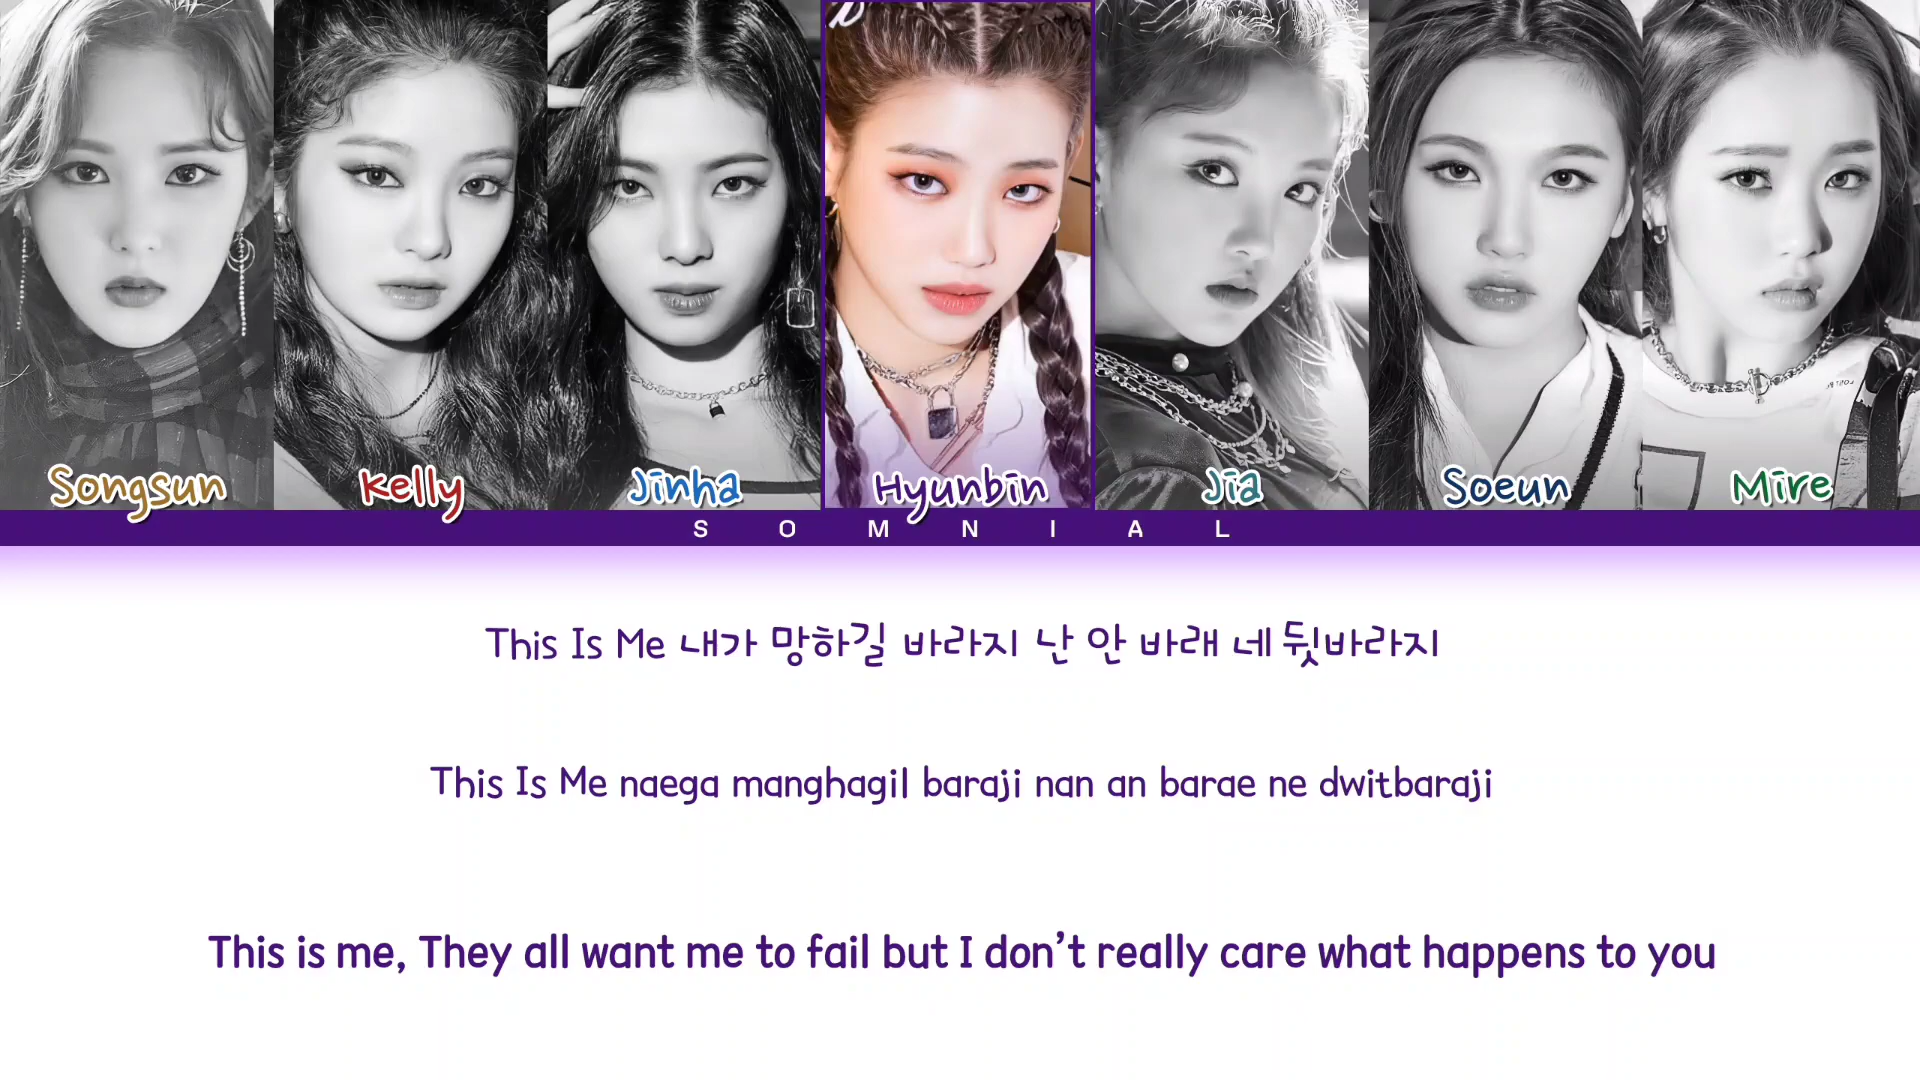 Songsun
Kelly
Jinha
Hyunbin
Jia
Soeun
Mire
SOMNIAL
This Is Me 내가 망하길 바라지 난 안 바래 네 뒷바라지
This Is Me naega manghagil baraji nan an barae ne dwitbaraji
This is me, They all want me to fail but I don't really care what happens to you